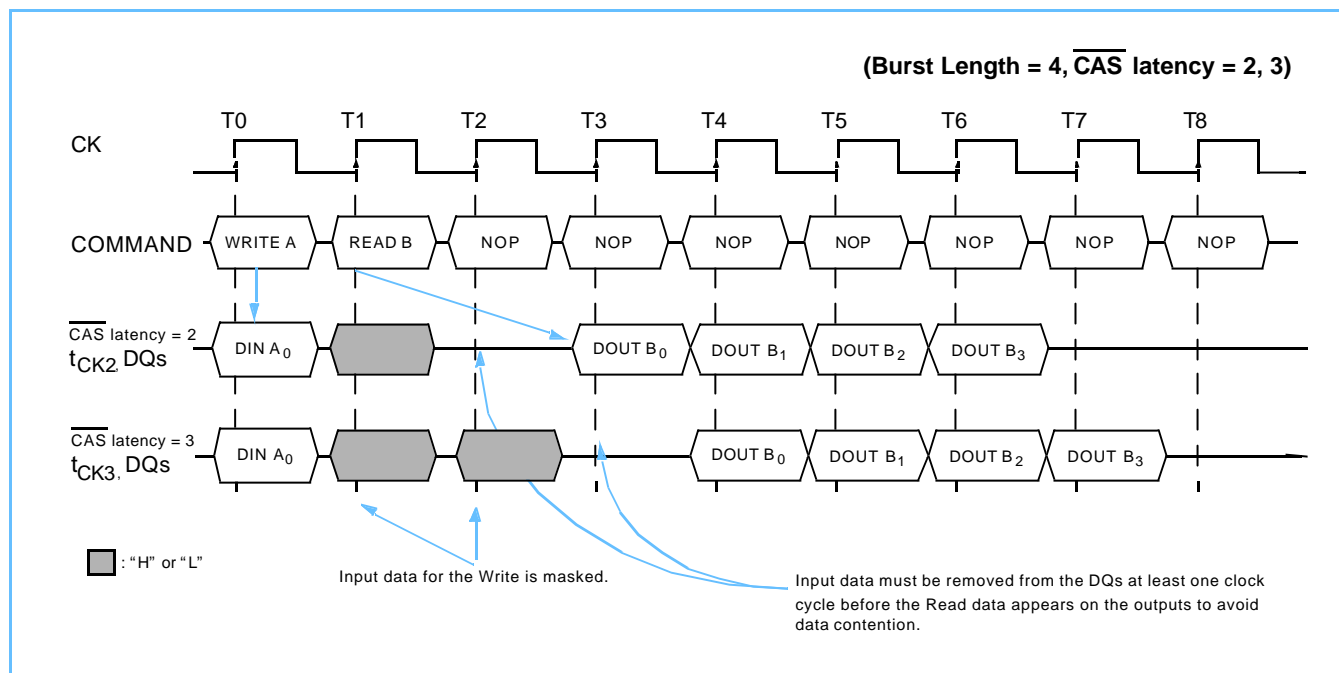 (Burst Length = 4, CAS latency = 2, 3)
T0 T1 T2 T3 T4 T5 T6 T7 T8
CK
COMMAND WRITE A READ B NOP NOP NOP NOP NOP NOP NOP
CAS latency = 2
tCK2, DQs DIN A0 DOUT B0 DOUT B1 DOUT B2 DOUT B3
CAS latency = 3
tCK3, DQs DIN A0 DOUT B0 DOUT B1 DOUT B2 DOUT B3
: “H” or “L”
Input data for the Write is masked.
Input data must be removed from the DQs at least one clock
cycle before the Read data appears on the outputs to avoid
data contention.